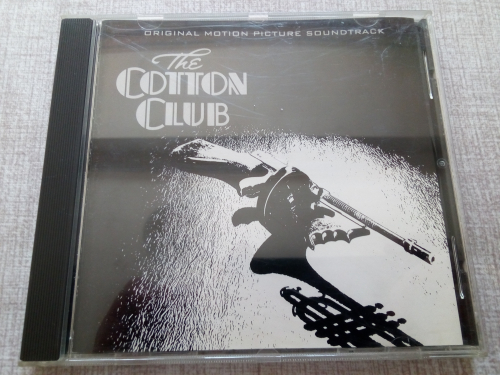 ORIGINAL MOTION PICTURE SOUNDTRACK
The
COTTON
CLUB